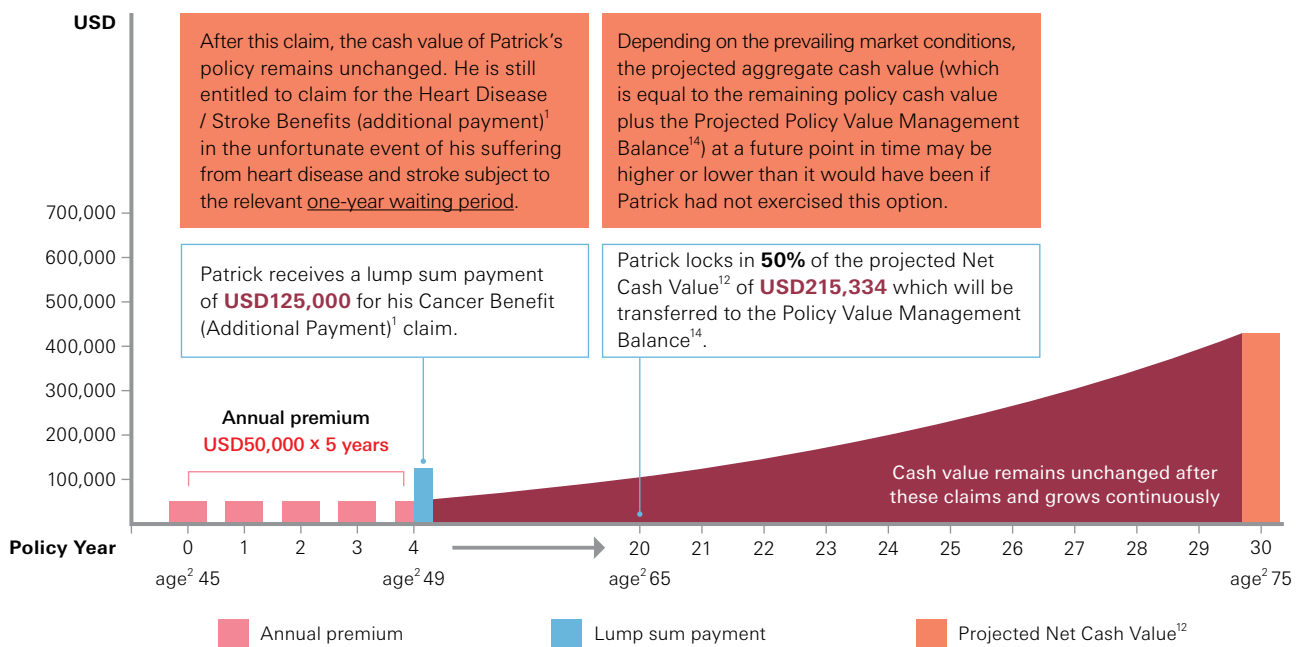 USD
After this claim, the cash value of Patrick's
policy remains unchanged. He is still
entitled to claim for the Heart Disease
/ Stroke Benefits (additional payment)1
in the unfortunate event of his suffering
from heart disease and stroke subject to
the relevant one-year waiting period.
Depending on the prevailing market conditions,
the projected aggregate cash value (which
is equal to the remaining policy cash value
plus the Projected Policy Value Management
Balance14) at a future point in time may be
higher or lower than it would have been if
Patrick had not exercised this option.
Patrick receives a lump sum payment
of USD125,000 for his Cancer Benefit
(Additional Payment)1 claim.
Patrick locks in 50% of the projected Net
Cash Value12 of USD215,334 which will be
transferred to the Policy Value Management
Balance14.
700,000
600,000
500,000
400,000
300,000
200,000
100,000
Annual premium
USD50,000 x 5 years
Cash value remains unchanged after
these claims and grows continuously
Policy Year 0 1 2 3 4 20 21 22 23 24 25 26 27 28 29 30
age2 45 age2 49 age2 65 age2 75
Annual premium Lump sum payment Projected Net Cash Value12